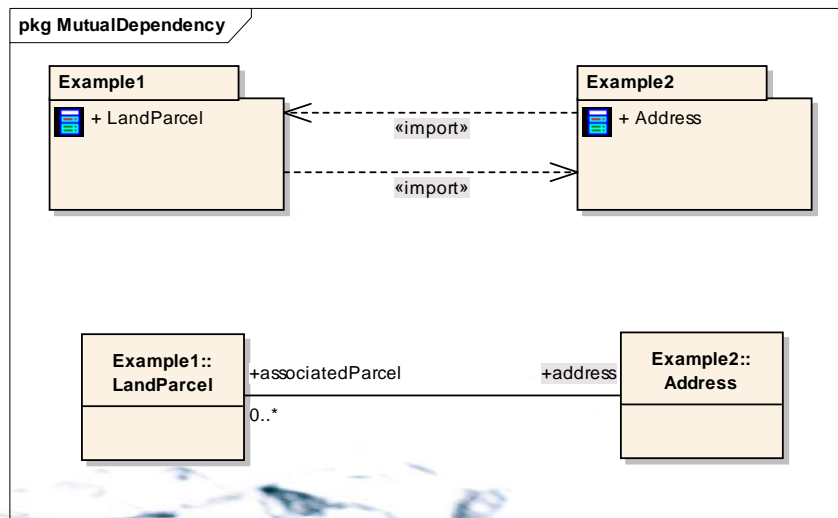 pkg MutualDependency
Example1
+ LandParcel
Example2
+ Address
«import»
«import»
Example1::
LandParcel
+associatedParcel
0..*
+address
Example2::
Address